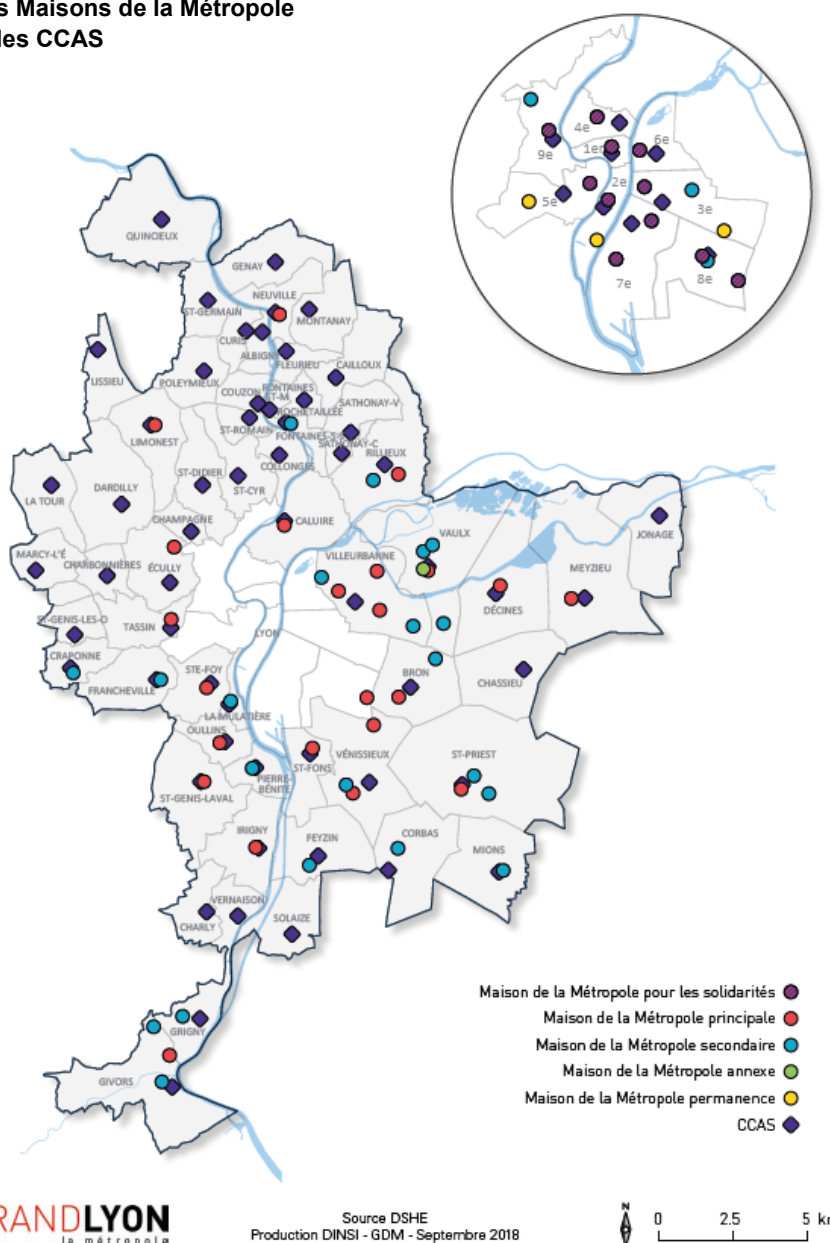 s Maisons de la Métropole
les CCAS
4e
6e
1er
9e
2e
5e
3e
7e
8e
QUINCIEUX
GENAY
NEUVILLE
ST-GERMAIN
MONTANAY
CURIS
ALBIGNY
FLEURIEU
CAILLOUX
LISSIEU
POLEYMIEUX
COUZON
FONTAINES
ST-M
ROCHETAILLÉE
SATHONAY-V
ST-ROMAIN
FONTAINES-S-S
SATHONAY-C
LIMONEST
RILLIEUX
COLLONGES
ST-DIDIER
ST-CYR
LA TOUR
DARDILLY
CHAMPAGNE
CALUIRE
JONAGE
VAULX
MARCY-L'É
CHARBONNIÈRES
ÉCULLY
VILLEURBANNE
MEYZIEU
DÉCINES
ST-GENIS-LES-O
TASSIN
LYON
CRAPONNE
STE-FOY
BRON
CHASSIEU
FRANCHEVILLE
LA MULATIÈRE
OULLINS
VÉNISSIEUX
ST-PRIEST
ST-FONS
PIERRE-
BÉNITE
ST-GENIS-LAVAL
IRIGNY
FEYZIN
CORBAS
MIONS
VERNAISON
CHARLY
SOLAIZE
GRIGNY
GIVORS
Maison de la Métropole pour les solidarités
Maison de la Métropole principale
Maison de la Métropole secondaire
Maison de la Métropole annexe
Maison de la Métropole permanence
CCAS
RANDLYON
la métropole
Source DSHE
Production DINSI - GDM - Septembre 2018
N
0 2.5 5 k